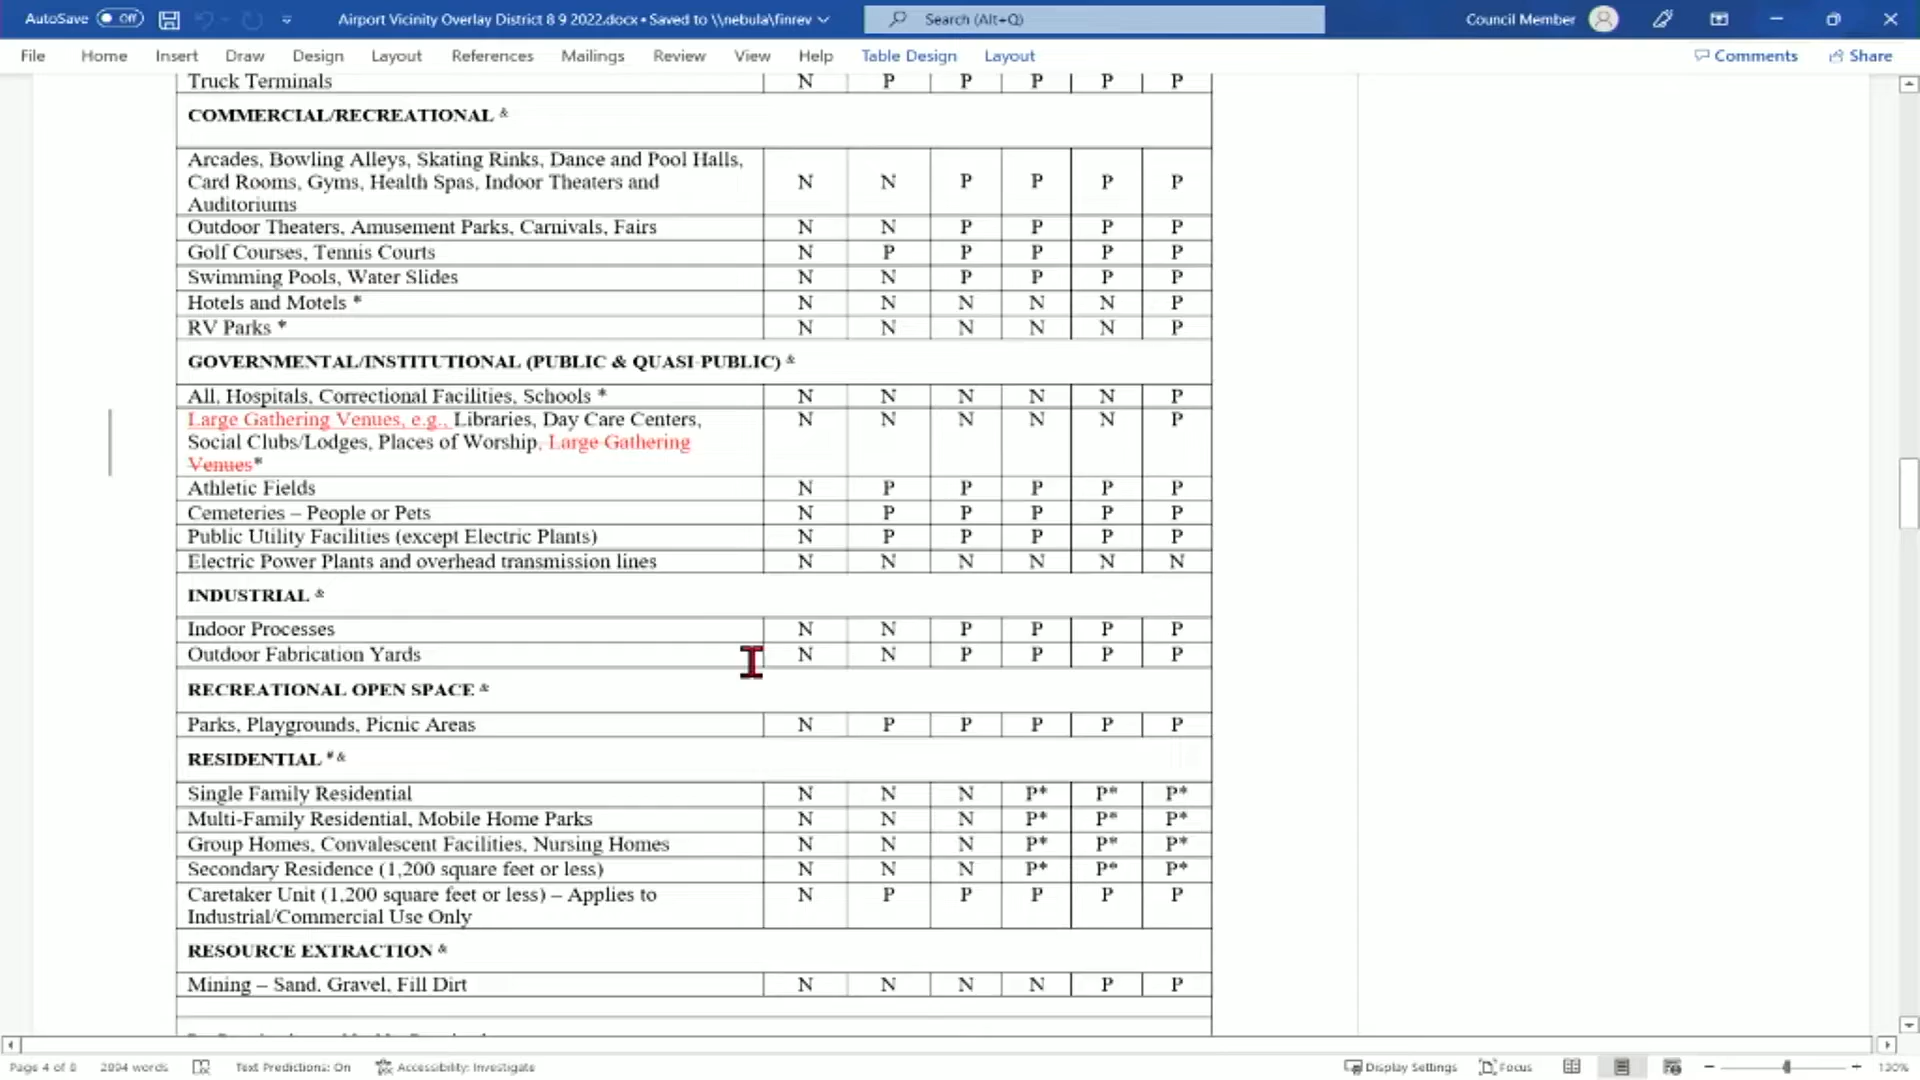 AutoSave Off Airport Vicinity Overlay District 8 9 2022.docx • Saved to \\nebula\finrev Search (Alt+Q) Council Member
File Home Insert Draw Design Layout References Mailings Review View Help Table Design Layout Comments Share
Truck Terminals N P P P P P
COMMERCIAL/RECREATIONAL &
Arcades, Bowling Alleys, Skating Rinks, Dance and Pool Halls,
Card Rooms, Gyms, Health Spas, Indoor Theaters and N N P P P P
Auditoriums
Outdoor Theaters, Amusement Parks, Carnivals, Fairs N N P P P P
Golf Courses, Tennis Courts N P P P P P
Swimming Pools, Water Slides N N P P P P
Hotels and Motels * N N N N N P
RV Parks * N N N N N P
GOVERNMENTAL/INSTITUTIONAL (PUBLIC & QUASI-PUBLIC) &
All, Hospitals, Correctional Facilities, Schools * N N N N N P
Large Gathering Venues, e.g., Libraries, Day Care Centers, N N N N N P
Social Clubs/Lodges, Places of Worship, Large Gathering
Venues*
Athletic Fields N P P P P P
Cemeteries – People or Pets N P P P P P
Public Utility Facilities (except Electric Plants) N P P P P P
Electric Power Plants and overhead transmission lines N N N N N N
INDUSTRIAL &
Indoor Processes N N P P P P
Outdoor Fabrication Yards N N P P P P
RECREATIONAL OPEN SPACE &
Parks, Playgrounds, Picnic Areas N P P P P P
RESIDENTIAL # &
Single Family Residential N N N P* P* P*
Multi-Family Residential, Mobile Home Parks N N N P* P* P*
Group Homes, Convalescent Facilities, Nursing Homes N N N P* P* P*
Secondary Residence (1,200 square feet or less) N N N P* P* P*
Caretaker Unit (1,200 square feet or less) – Applies to N P P P P P
Industrial/Commercial Use Only
RESOURCE EXTRACTION &
Mining – Sand, Gravel, Fill Dirt N N N N P P
Page 4 of 8 2894 words Text Predictions: On Accessibility: Investigate Display Settings Focus 130%